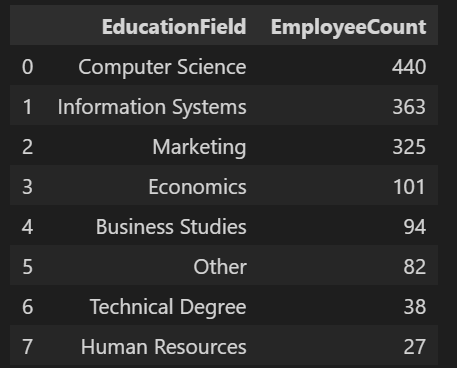 EducationField EmployeeCount
0 Computer Science 440
1 Information Systems 363
2 Marketing 325
3 Economics 101
4 Business Studies 94
5 Other 82
6 Technical Degree 38
7 Human Resources 27